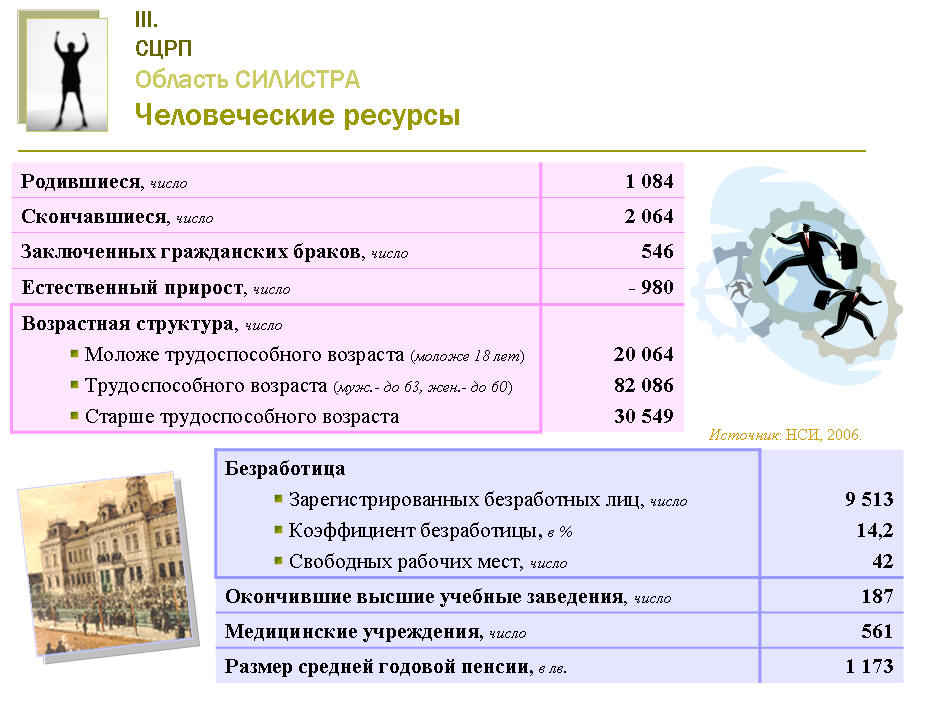 III.
СЦРП
Область СИЛИСТРА
Человеческие ресурсы
Родившиеся, число 1 084
Скончавшиеся, число 2 064
Заключенных гражданских браков, число 546
Естественный прирост, число - 980
Возрастная структура, число
Моложе трудоспособного возраста (моложе 18 лет) 20 064
Трудоспособного возраста (муж.- до 63, жен.- до 60) 82 086
Старше трудоспособного возраста 30 549
Источник: НСИ, 2006.
Безработица
Зарегистрированных безработных лиц, число 9 513
Коэффициент безработицы, в % 14,2
Свободных рабочих мест, число 42
Окончившие высшие учебные заведения, число 187
Медицинские учреждения, число 561
Размер средней годовой пенсии, в лв. 1 173